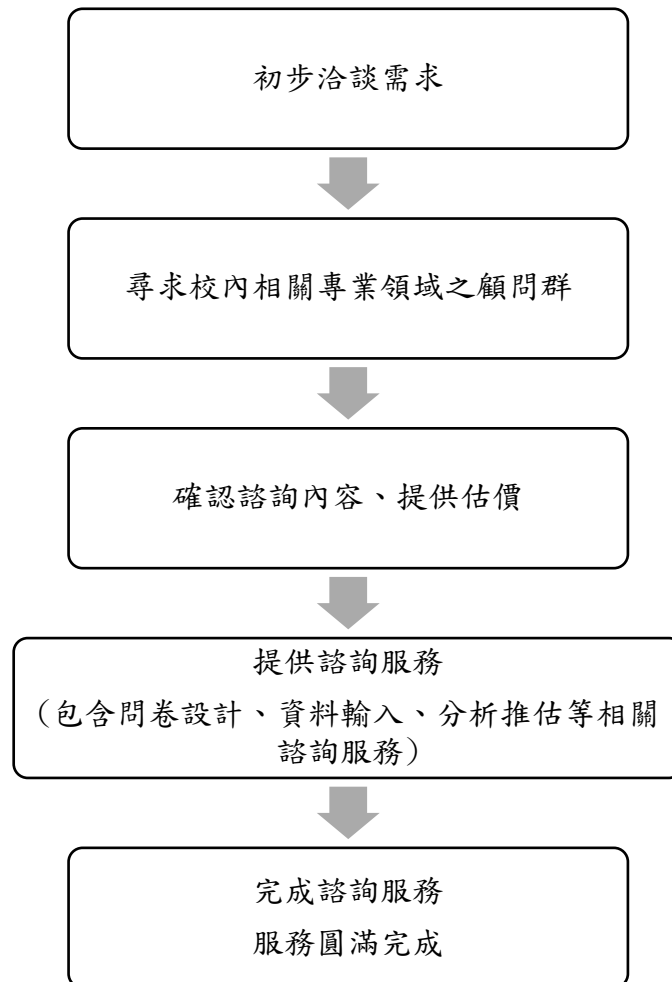 初步洽談需求
尋求校內相關專業領域之顧問群
確認諮詢內容、提供估價
提供諮詢服務
（包含問卷設計、資料輸入、分析推估等相關
諮詢服務）
完成諮詢服務
服務圓滿完成